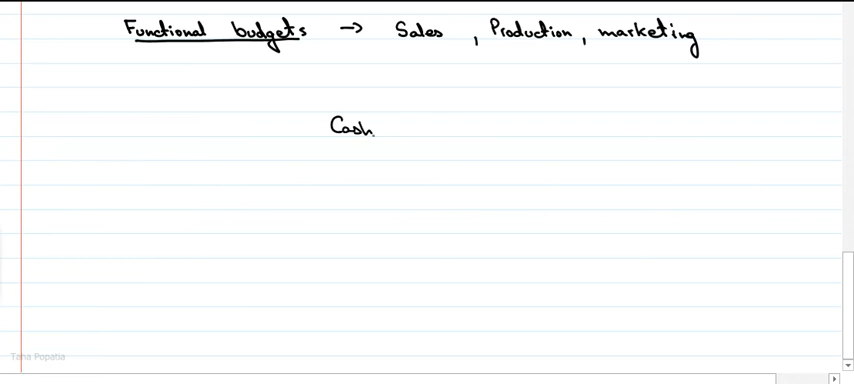 Functional budgets → Sales, Production, marketing
Cash
Taha Popatia